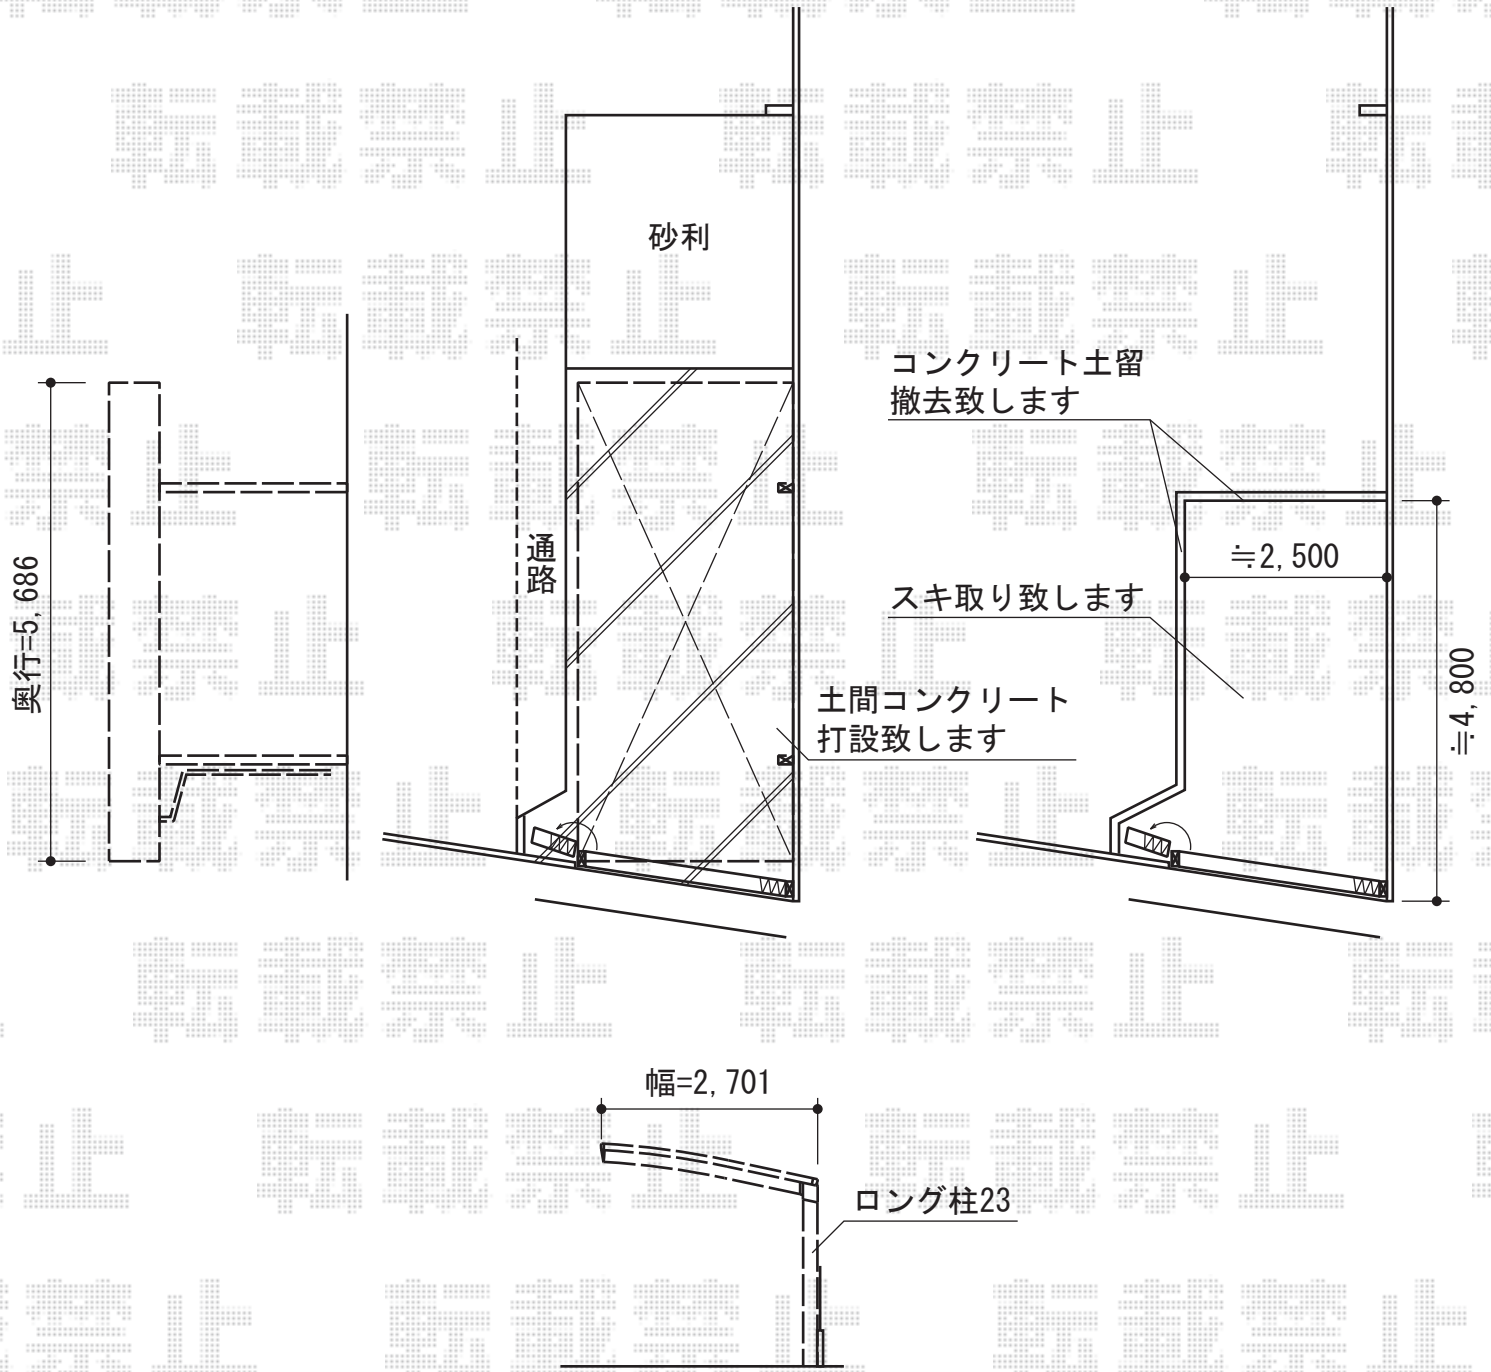 砂利
コンクリート土留
撤去致します
通路
≒2,500
奥行=5,686
スキ取り致します
≒4,800
土間コンクリート
打設致します
幅=2,701
ロング柱23
転載禁止